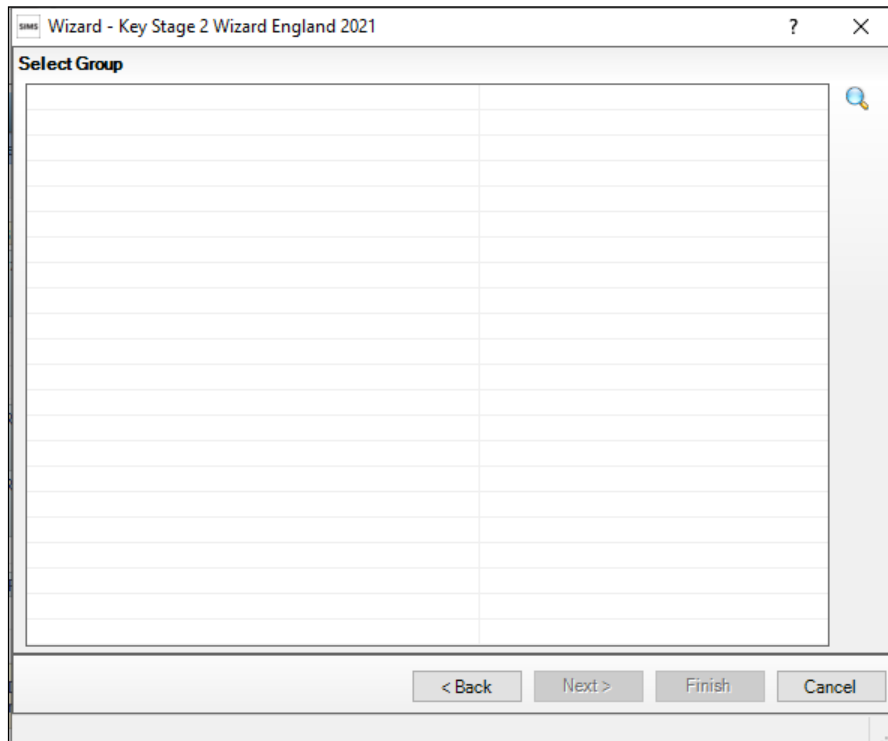 SIMS Wizard - Key Stage 2 Wizard England 2021 ?
Select Group
< Back Next > Finish Cancel